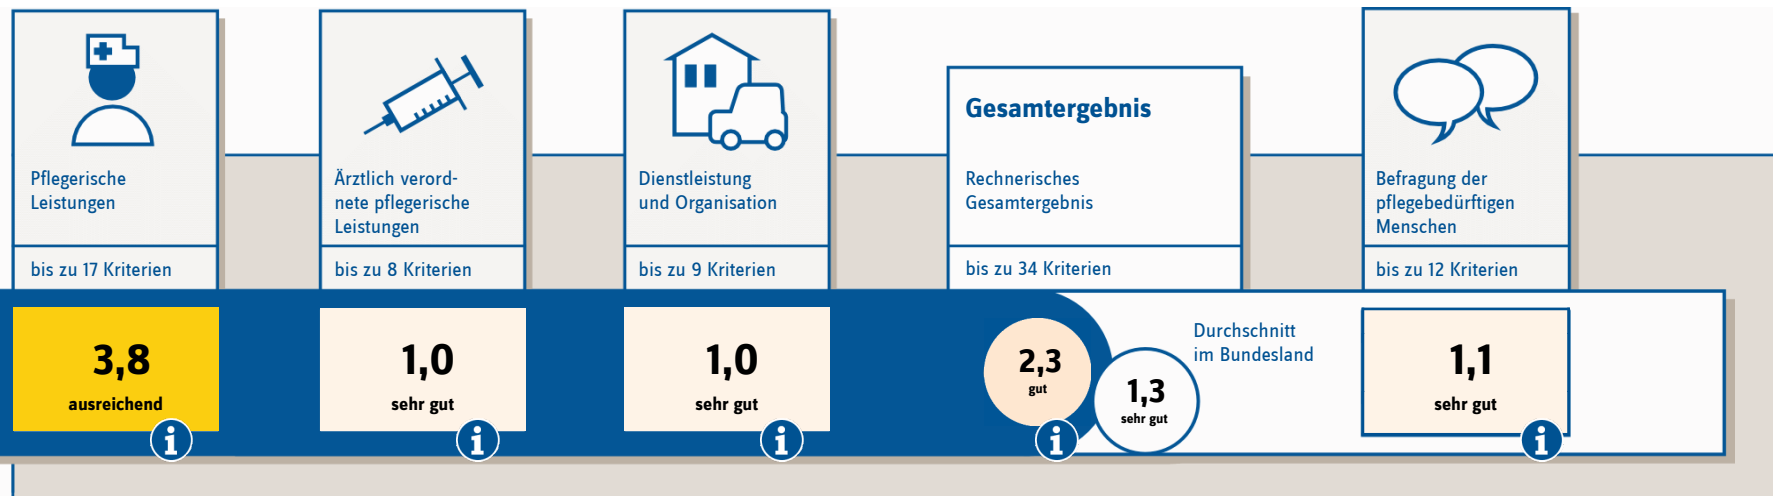 Pflegerische
Leistungen
bis zu 17 Kriterien
3,8
ausreichend
i
Ärztlich verord-
nete pflegerische
Leistungen
bis zu 8 Kriterien
1,0
sehr gut
i
Dienstleistung
und Organisation
bis zu 9 Kriterien
1,0
sehr gut
i
Gesamtergebnis
Rechnerisches
Gesamtergebnis
bis zu 34 Kriterien
2,3
gut
i
1,3
sehr gut
Durchschnitt
im Bundesland
Befragung der
pflegebedürftigen
Menschen
bis zu 12 Kriterien
1,1
sehr gut
i